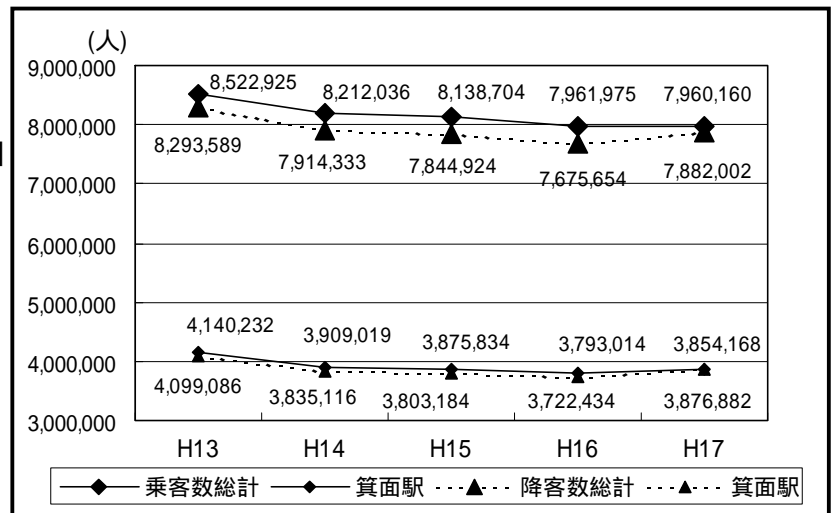 (人)
9,000,000
8,522,925 8,212,036 8,138,704 7,961,975 7,960,160
8,000,000
8,293,589 7,914,333 7,844,924 7,675,654 7,882,002
7,000,000
6,000,000
5,000,000
4,140,232 3,909,019 3,875,834 3,793,014 3,854,168
4,000,000
4,099,086 3,835,116 3,803,184 3,722,434 3,876,882
3,000,000
H13 H14 H15 H16 H17
乗客数総計 箕面駅 降客数総計 箕面駅